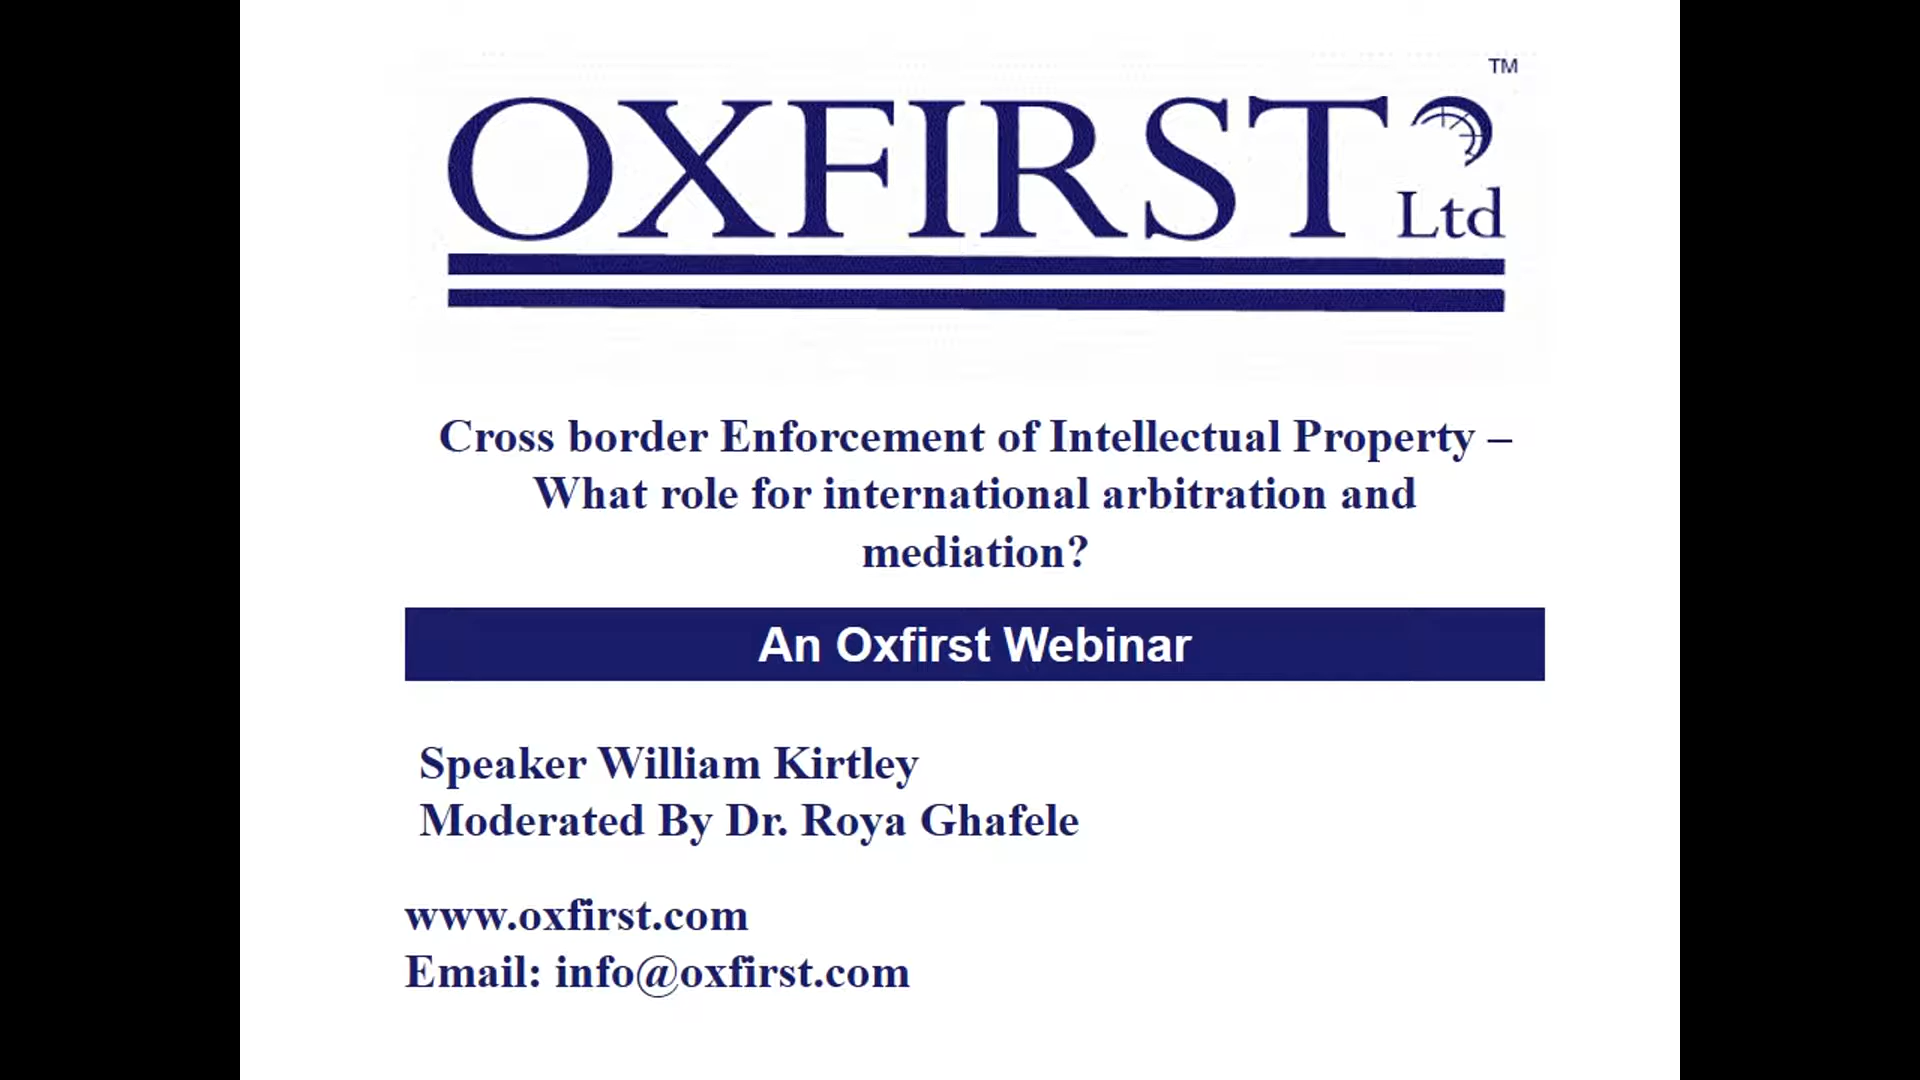 TM
OXFIRST
Ltd
Cross border Enforcement of Intellectual Property –
What role for international arbitration and
mediation?
An Oxfirst Webinar
Speaker William Kirtley
Moderated By Dr. Roya Ghafele
www.oxfirst.com
Email: info@oxfirst.com